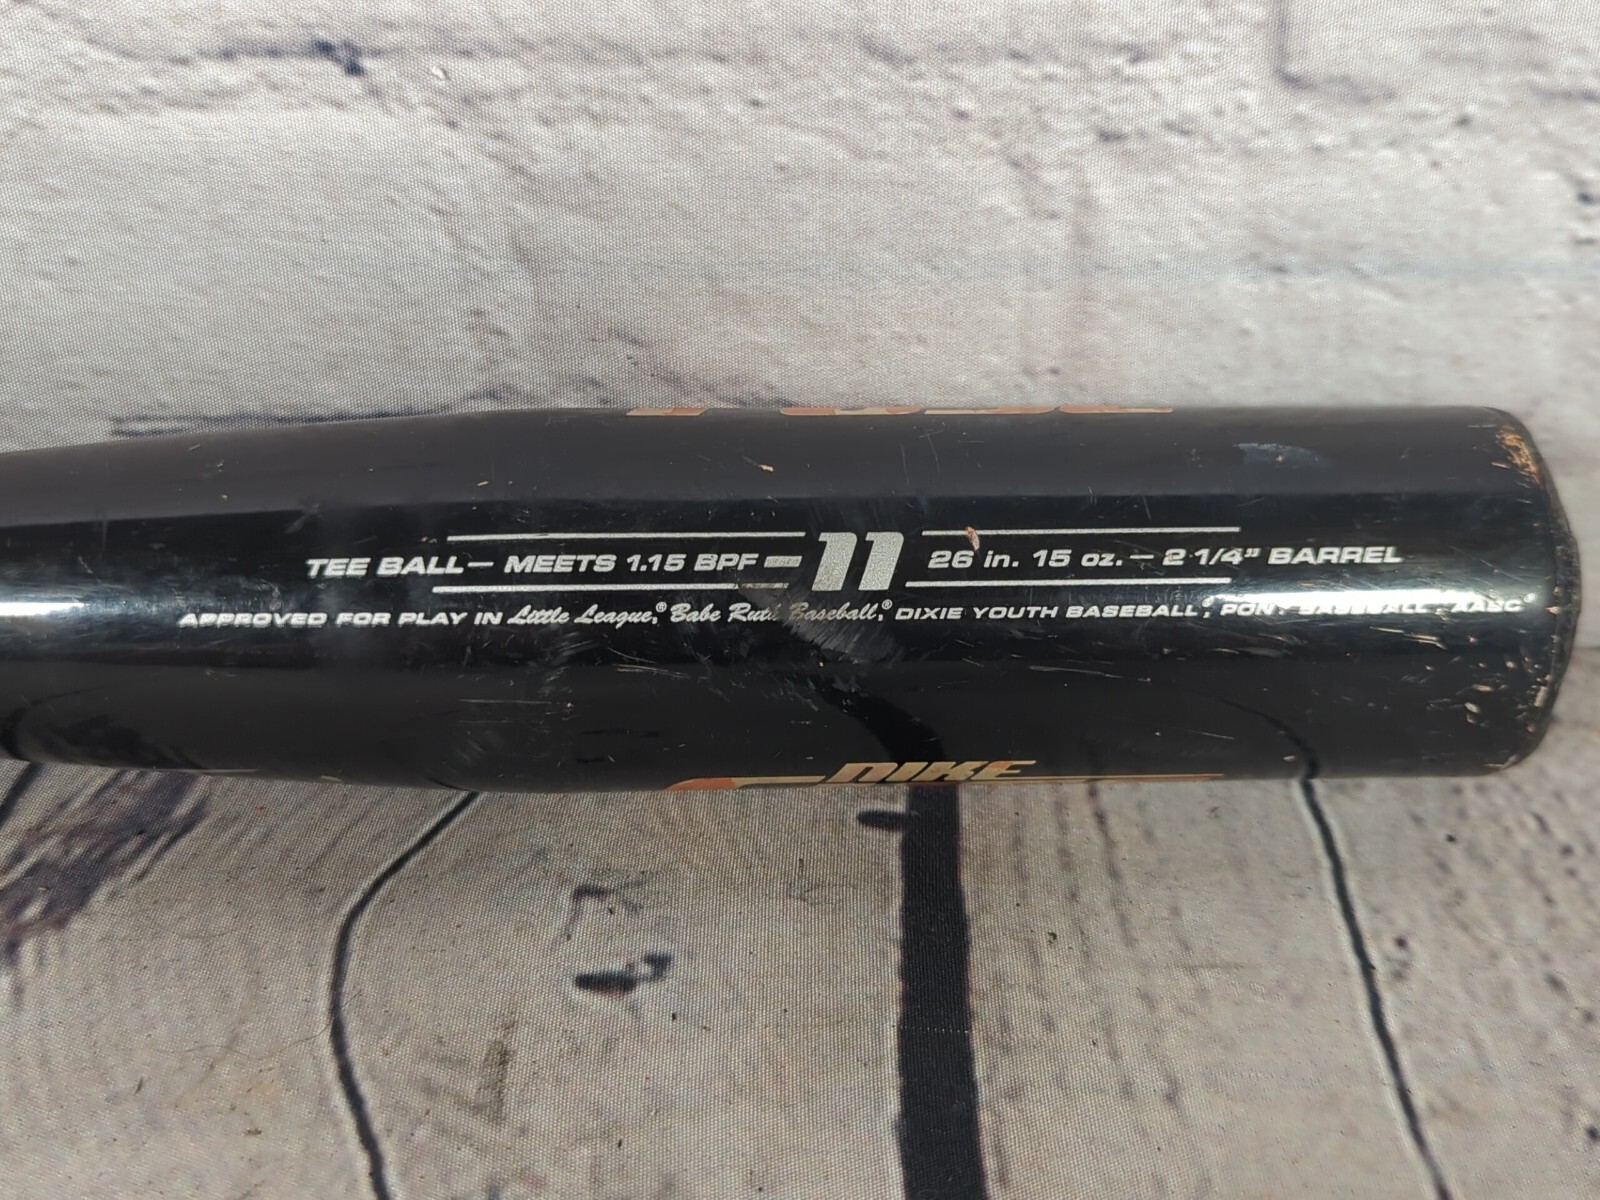 TEE BALL— MEETS 1.15 BPF -11 26 in. 15 oz. — 2 1/4" BARREL
APPROVED FOR PLAY IN Little League,® Babe Ruth Baseball,® DIXIE YOUTH BASEBALL,® PONY BASEBALL, AABC®
NIKE